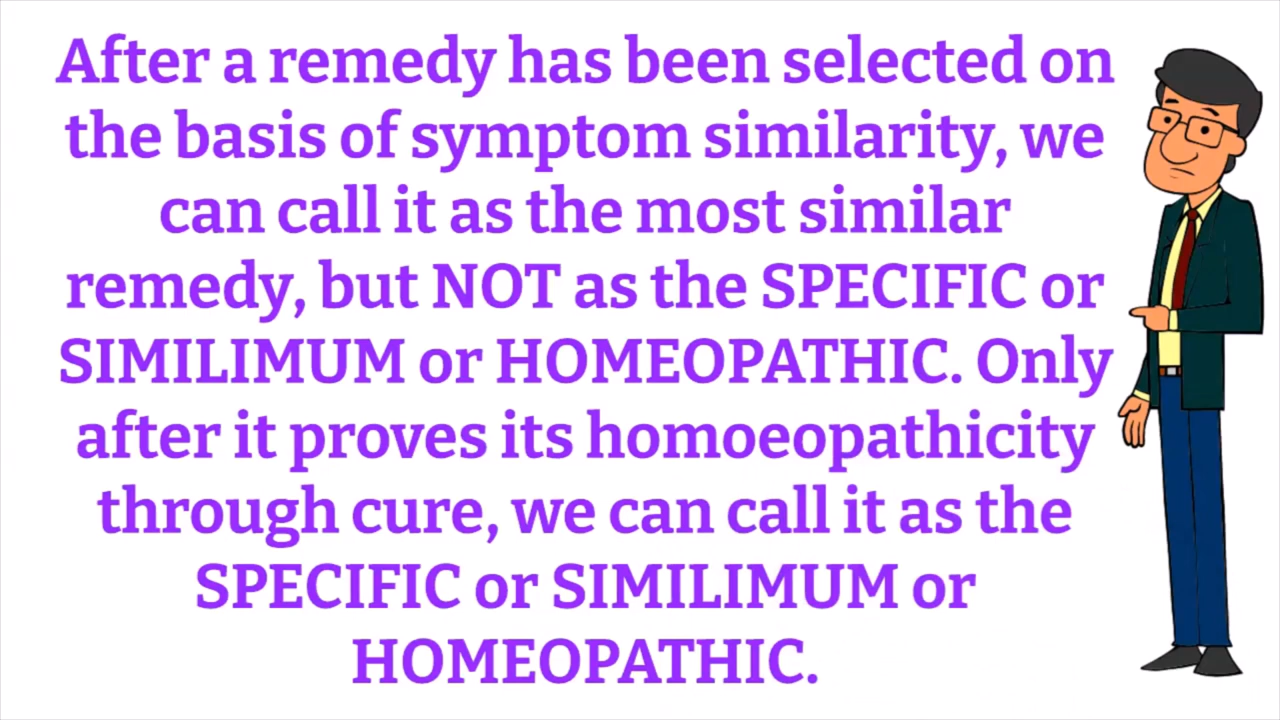 After a remedy has been selected on
the basis of symptom similarity, we
can call it as the most similar
remedy, but NOT as the SPECIFIC or
SIMILIMUM or HOMEOPATHIC. Only
after it proves its homoeopathicity
through cure, we can call it as the
SPECIFIC or SIMILIMUM or
HOMEOPATHIC.